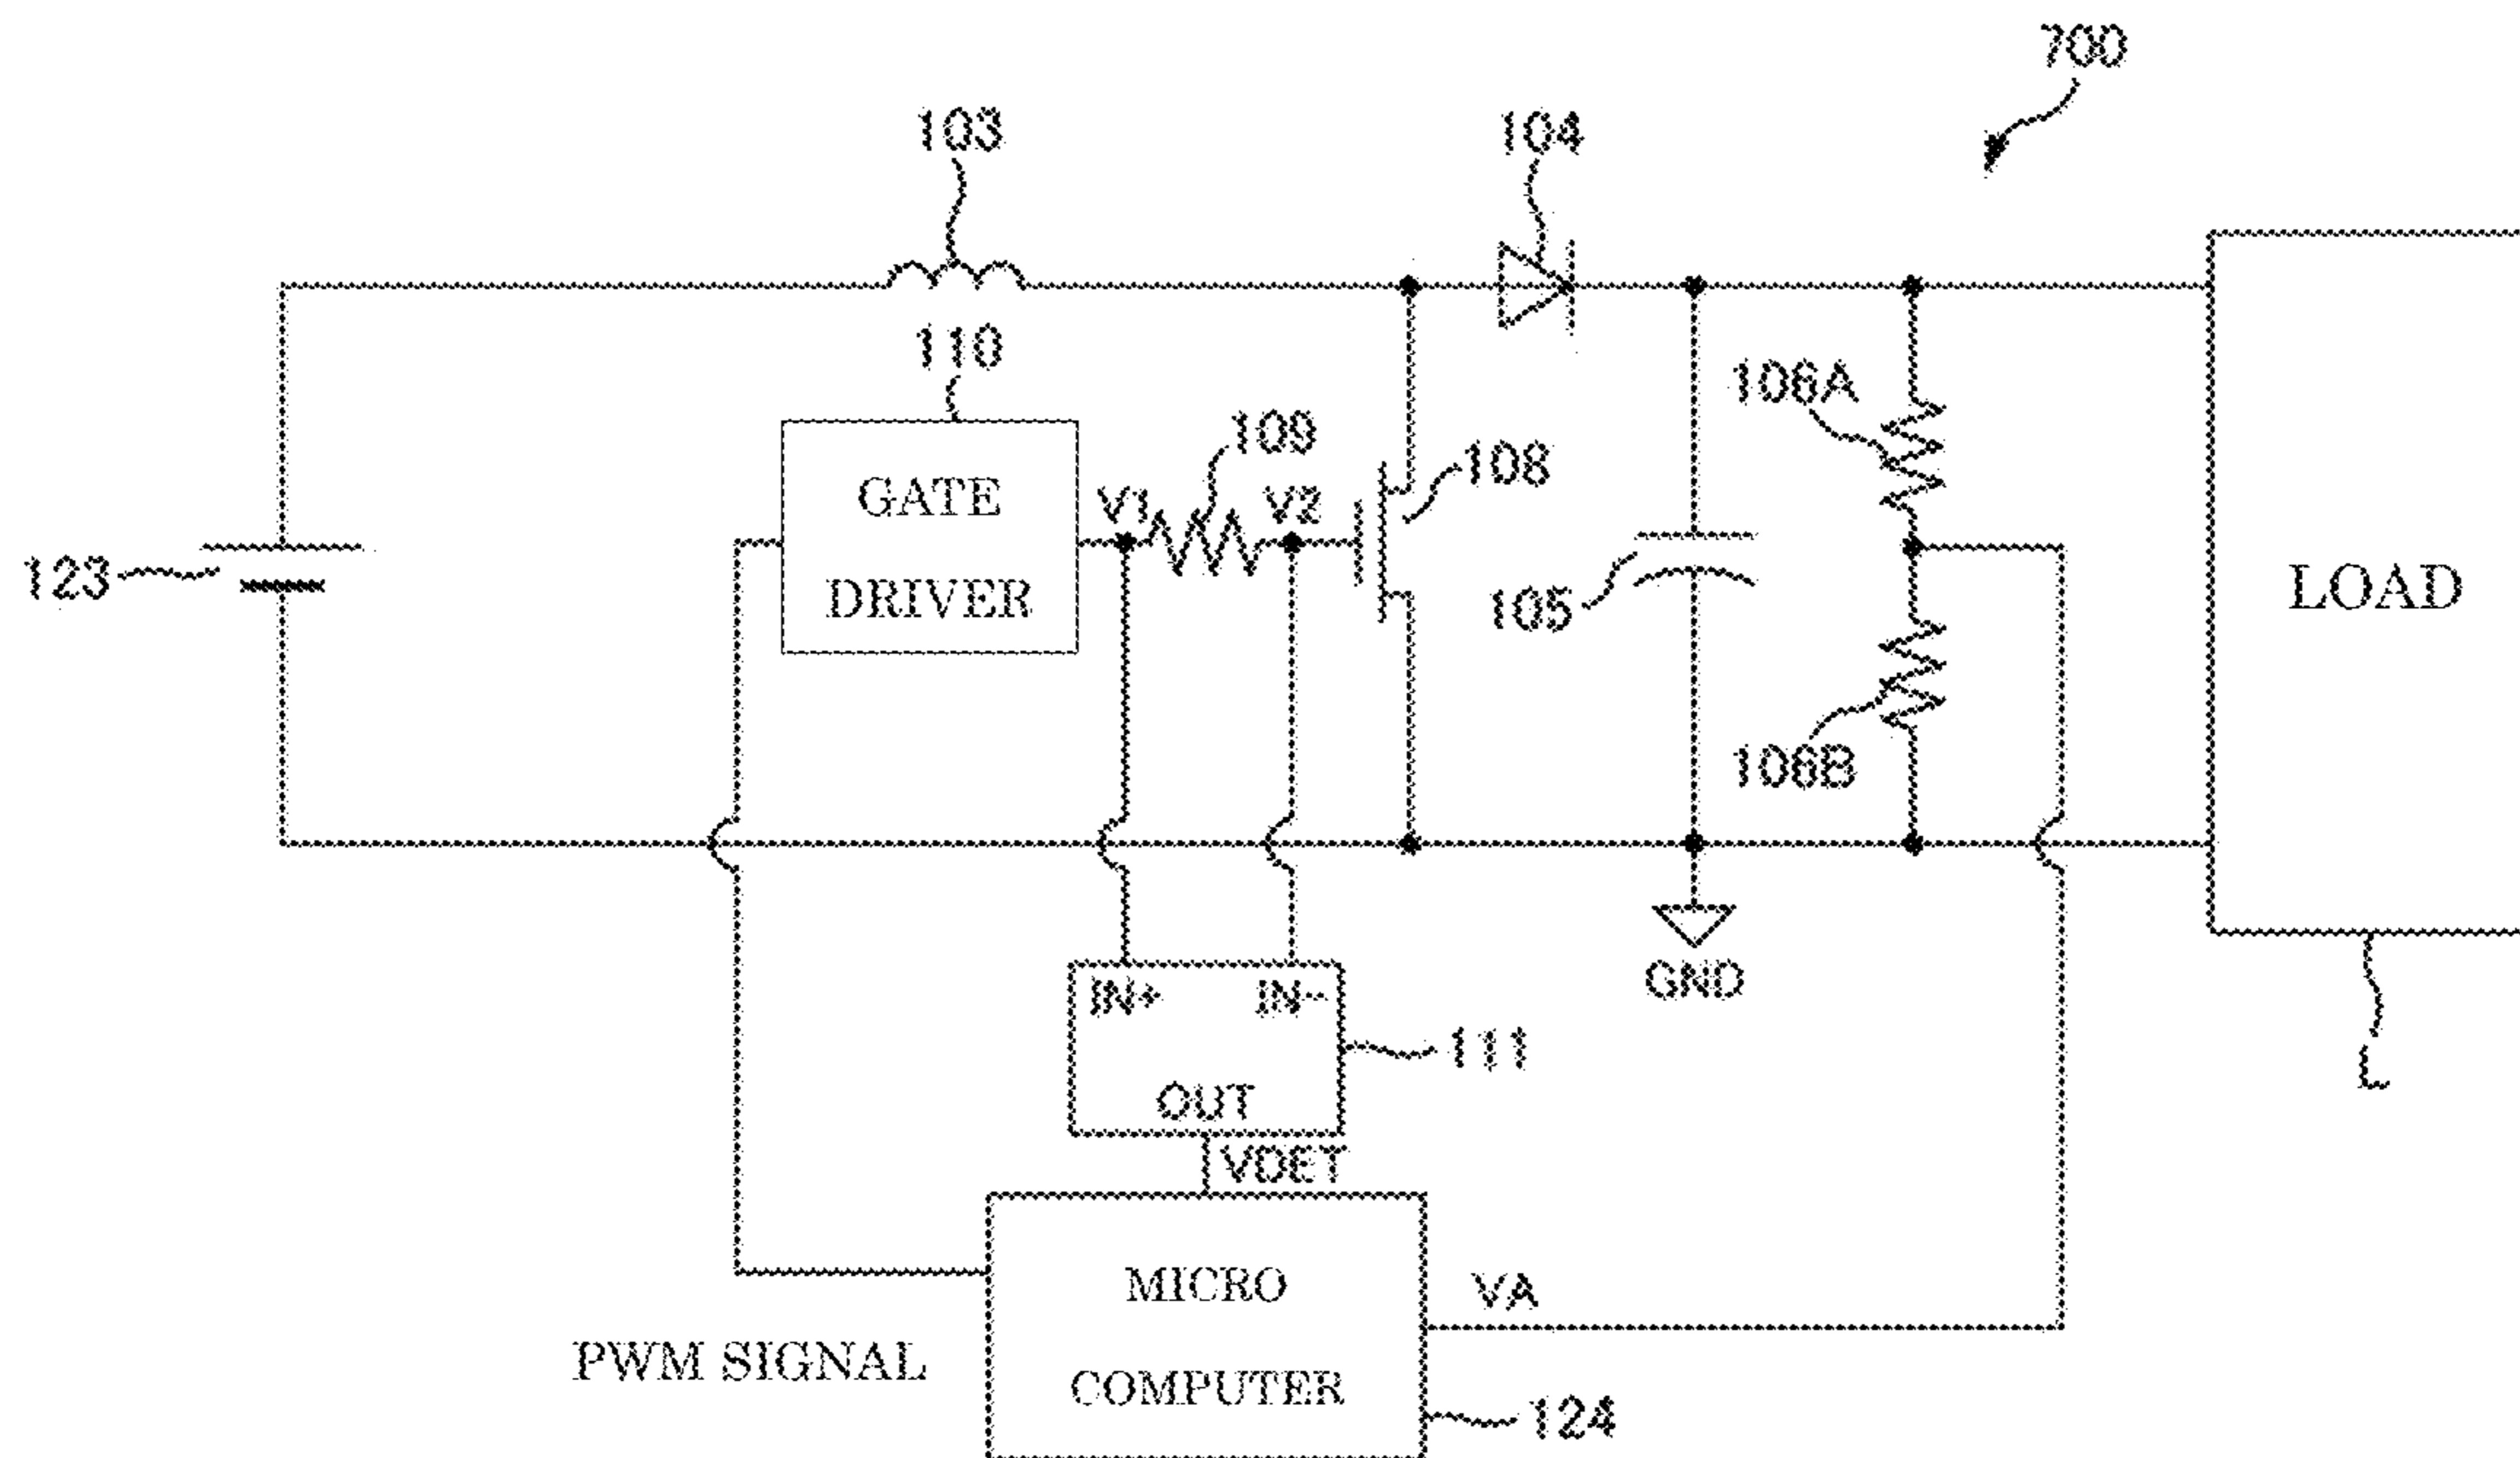 700
103
104
110
106A
109
108
GATE
V1
V2
DRIVER
123
105
LOAD
106B
GND
IN+
IN-
111
OUT
L
VDET
MICRO
VA
PWM SIGNAL
COMPUTER
124